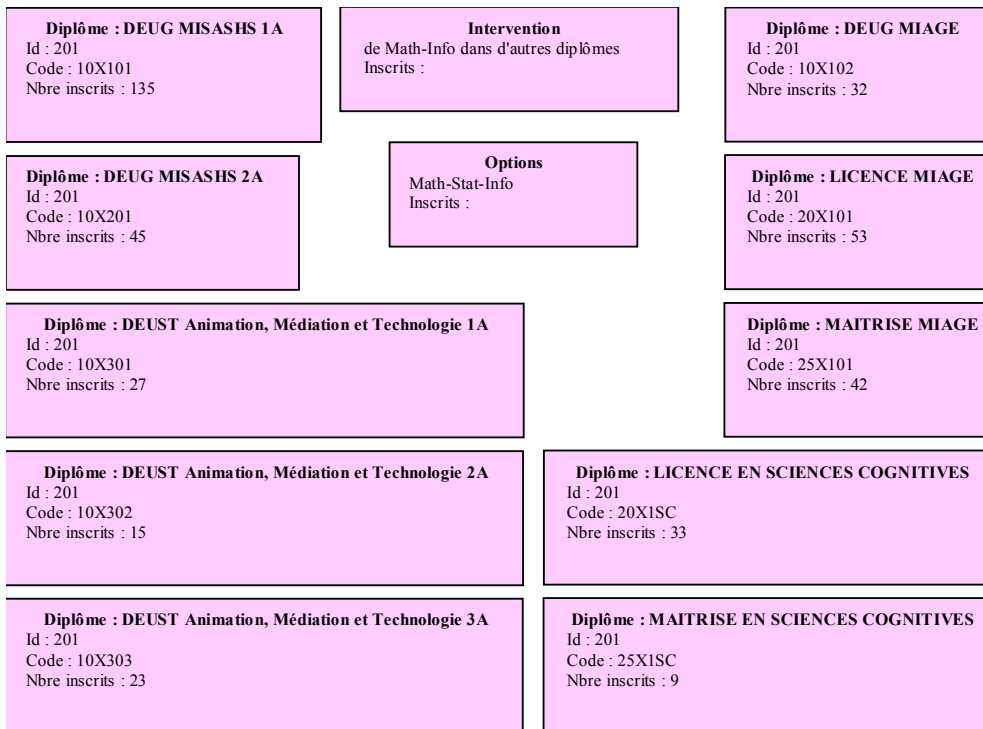 Diplôme : DEUG MISASHS 1A
Id : 201
Code : 10X101
Nbre inscrits : 135
Intervention
de Math-Info dans d'autres diplômes
Inscrits :
Diplôme : DEUG MIAGE
Id : 201
Code : 10X102
Nbre inscrits : 32
Diplôme : DEUG MISASHS 2A
Id : 201
Code : 10X201
Nbre inscrits : 45
Options
Math-Stat-Info
Inscrits :
Diplôme : LICENCE MIAGE
Id : 201
Code : 20X101
Nbre inscrits : 53
Diplôme : DEUST Animation, Médiation et Technologie 1A
Id : 201
Code : 10X301
Nbre inscrits : 27
Diplôme : MAITRISE MIAGE
Id : 201
Code : 25X101
Nbre inscrits : 42
Diplôme : DEUST Animation, Médiation et Technologie 2A
Id : 201
Code : 10X302
Nbre inscrits : 15
Diplôme : LICENCE EN SCIENCES COGNITIVES
Id : 201
Code : 20X1SC
Nbre inscrits : 33
Diplôme : DEUST Animation, Médiation et Technologie 3A
Id : 201
Code : 10X303
Nbre inscrits : 23
Diplôme : MAITRISE EN SCIENCES COGNITIVES
Id : 201
Code : 25X1SC
Nbre inscrits : 9